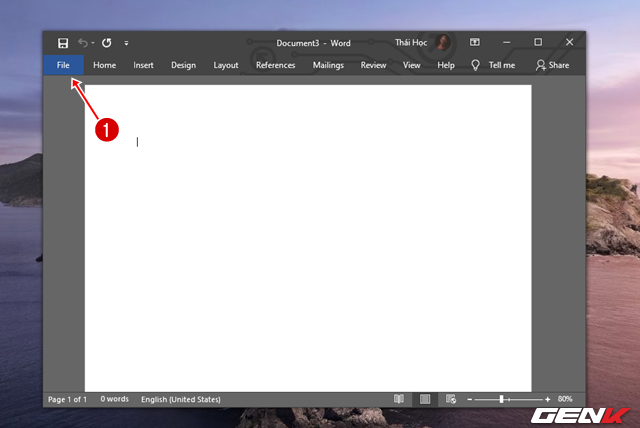 Document3 - Word Thái Học
File Home Insert Design Layout References Mailings Review View Help Tell me Share
1
Page 1 of 1 0 words English (United States) 80%
GENK